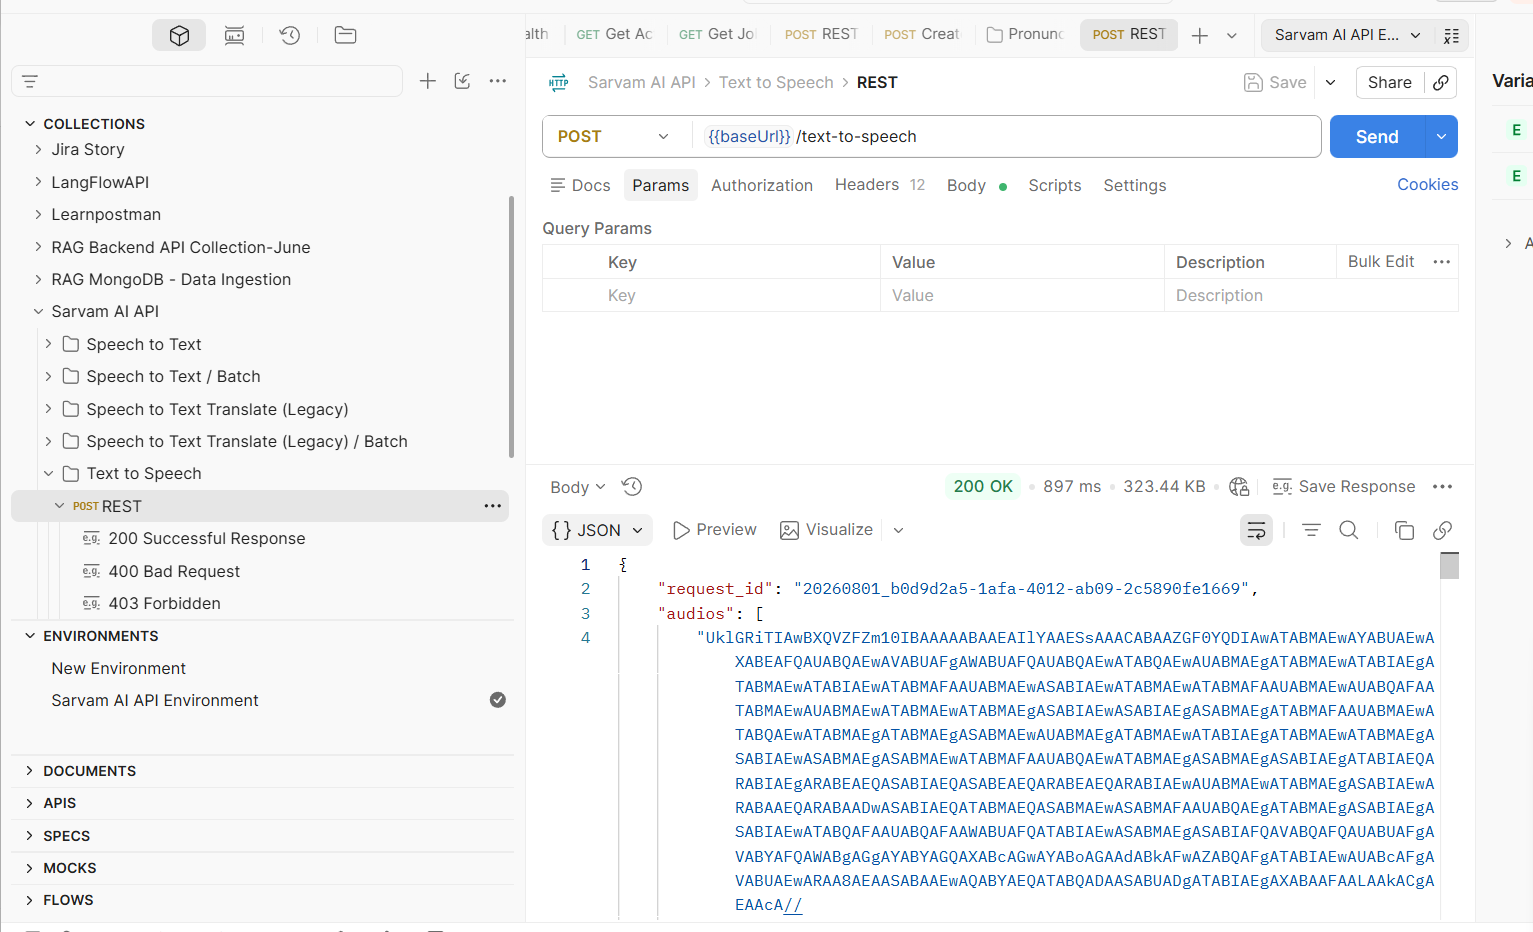 alth
GET Get Ac
GET Get Jo
POST REST
POST Creat
Pronunc
POST REST
Sarvam AI API E...
HTTP Sarvam AI API > Text to Speech > REST
Save
Share
Varia
POST
{{baseUrl}} /text-to-speech
Send
E
E
Docs
Params
Authorization
Headers 12
Body
Scripts
Settings
Cookies
A
Query Params
Key Value Description Bulk Edit
Key Value Description
COLLECTIONS
Jira Story
LangFlowAPI
Learnpostman
RAG Backend API Collection-June
RAG MongoDB - Data Ingestion
Sarvam AI API
Speech to Text
Speech to Text / Batch
Speech to Text Translate (Legacy)
Speech to Text Translate (Legacy) / Batch
Text to Speech
POST REST
e.g. 200 Successful Response
e.g. 400 Bad Request
e.g. 403 Forbidden
ENVIRONMENTS
New Environment
Sarvam AI API Environment
DOCUMENTS
APIS
SPECS
MOCKS
FLOWS
Body
200 OK • 897 ms • 323.44 KB
e.g. Save Response
{} JSON
Preview
Visualize
1 {
2 "request_id": "20260801_b0d9d2a5-1afa-4012-ab09-2c5890fe1669",
3 "audios": [
4 "UklGRiTIAwBXQVZFZm10IBAAAAABAAEAIlYAAESsAAACABAAZGF0YQDIAwATABMAEwAYABUAEwA
XABEAFQAUABQAEwAVABUAFgAWABUAFQAUABQAEwATABQAEwAUABMAEgATABMAEwATABIAEgA
TABMAEwATABIAEwATABMAFAAUABMAEwASABIAEwATABMAEwATABMAFAAUABMAEwAUABQAFAA
TABMAEwAUABMAEwATABMAEwATABMAEgASABIAEwASABIAEgASABMAEgATABMAFAAUABMAEwA
TABQAEwATABMAEgATABMAEgASABMAEwAUABMAEgATABMAEwATABIAEgATABMAEwATABMAEgA
SABIAEwASABMAEgASABMAEwATABMAFAAUABQAEwATABMAEgASABMAEgASABIAEgATABIAEQA
RABIAEgARABEAEQASABIAEQASABEAEQARABEAEQARABIAEwAUABMAEwATABMAEgASABIAEwA
RABAAEQARABAADwASABIAEQATABMAEQASABMAEwASABMAFAAUABQAEgATABMAEgASABIAEgA
SABIAEwATABQAFAAUABQAFAAWABUAFQATABIAEwASABMAEgASABIAFQAVABQAFQAUABUAFgA
VABYAFQAWABgAGgAYABYAGQAXABcAGwAYABoAGAAdABkAFwAZABQAFgATABIAEwAUABcAFgA
VABUAEwARAA8AEAASABAAEwAQABYAEQATABQADAASABUADgATABIAEgAXABAAFAALAAkACgA
EAAcA//